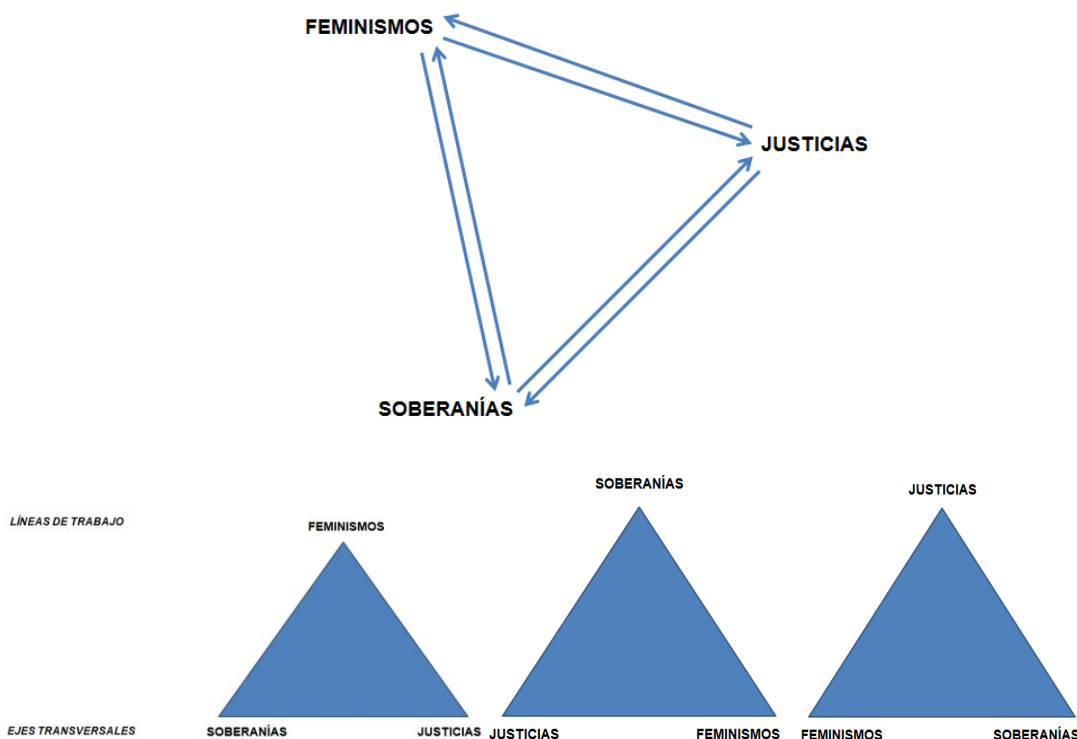 FEMINISMOS
JUSTICIAS
SOBERANÍAS
SOBERANÍAS
JUSTICIAS
LÍNEAS DE TRABAJO
FEMINISMOS
EJES TRANSVERSALES
SOBERANÍAS
JUSTICIAS
JUSTICIAS
FEMINISMOS
FEMINISMOS
SOBERANÍAS